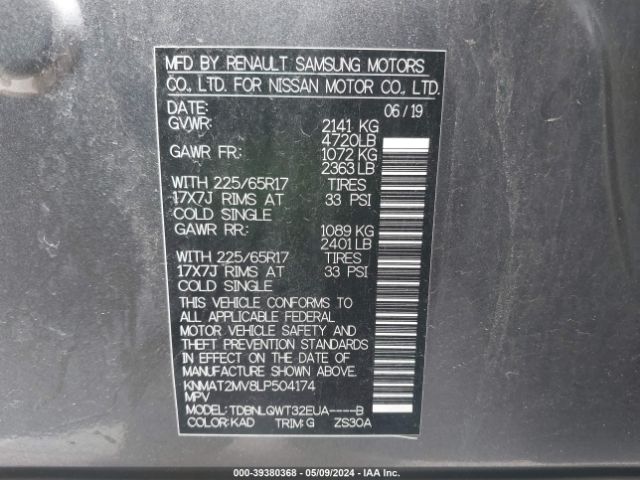 MFD BY RENAULT SAMSUNG MOTORS
CO., LTD. FOR NISSAN MOTOR CO., LTD.
DATE: 06/19
GVWR: 2141 KG
4720LB
GAWR FR: 1072 KG
2363 LB
WITH 225/65R17 TIRES
17X7J RIMS AT 33 PSI
COLD SINGLE
GAWR RR: 1089 KG
2401 LB
WITH 225/65R17 TIRES
17X7J RIMS AT 33 PSI
COLD SINGLE
THIS VEHICLE CONFORMS TO
ALL APPLICABLE FEDERAL
MOTOR VEHICLE SAFETY AND
THEFT PREVENTION STANDARDS
IN EFFECT ON THE DATE OF
MANUFACTURE SHOWN ABOVE.
KNMAT2MV8LP504174
MPV
MODEL: TDBNLQWT32EUA----B
COLOR: KAD TRIM: G ZS30A
000-39380368 - 05/09/2024 - IAA Inc.